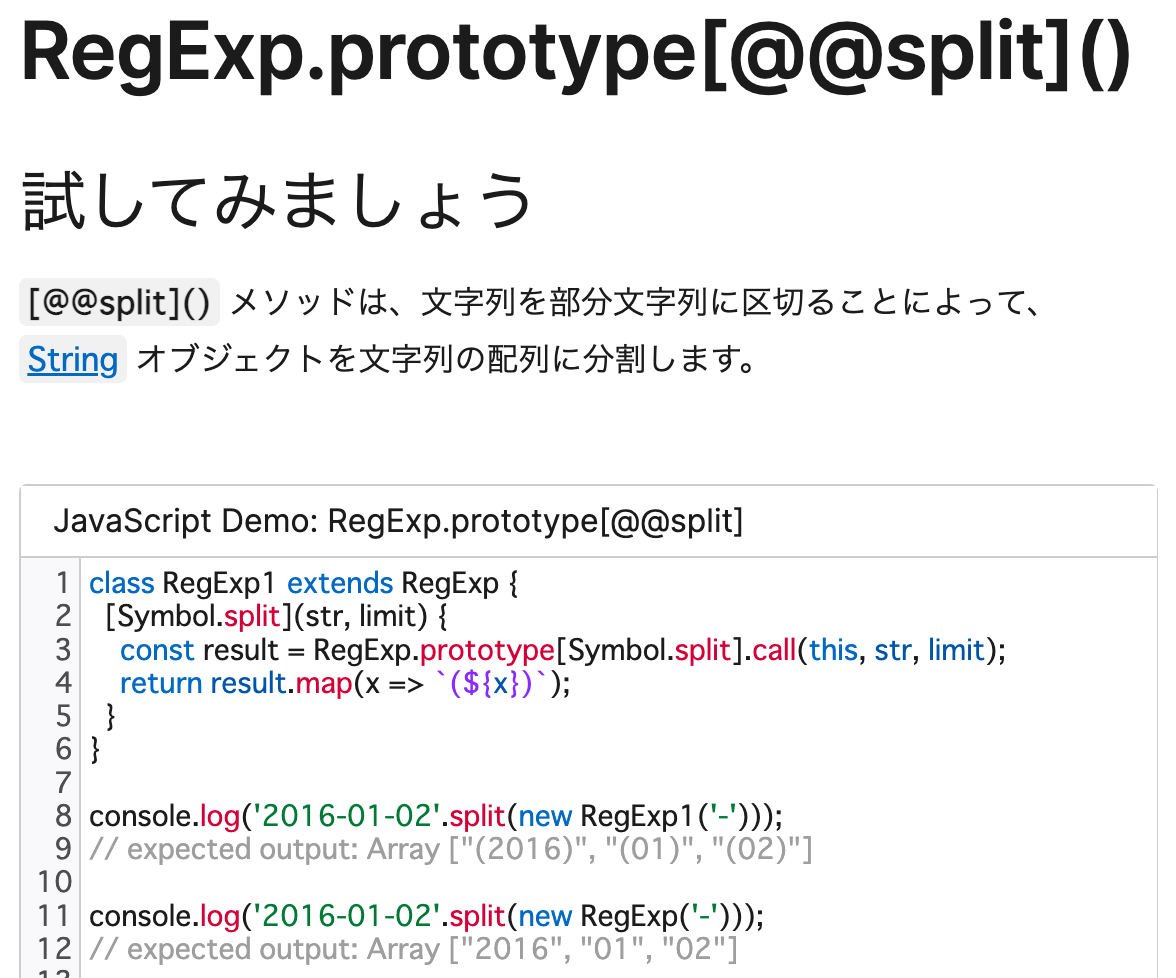 RegExp.prototype[@@split]()
試してみましょう
[@@split]() メソッドは、文字列を部分文字列に区切ることによって、
String オブジェクトを文字列の配列に分割します。
JavaScript Demo: RegExp.prototype[@@split]
1 class RegExp1 extends RegExp {
2   [Symbol.split](str, limit) {
3     const result = RegExp.prototype[Symbol.split].call(this, str, limit);
4     return result.map(x => `(${x})`);
5   }
6 }
7
8 console.log('2016-01-02'.split(new RegExp1('-')));
9 // expected output: Array ["(2016)", "(01)", "(02)"]
10
11 console.log('2016-01-02'.split(new RegExp('-')));
12 // expected output: Array ["2016", "01", "02"]
13